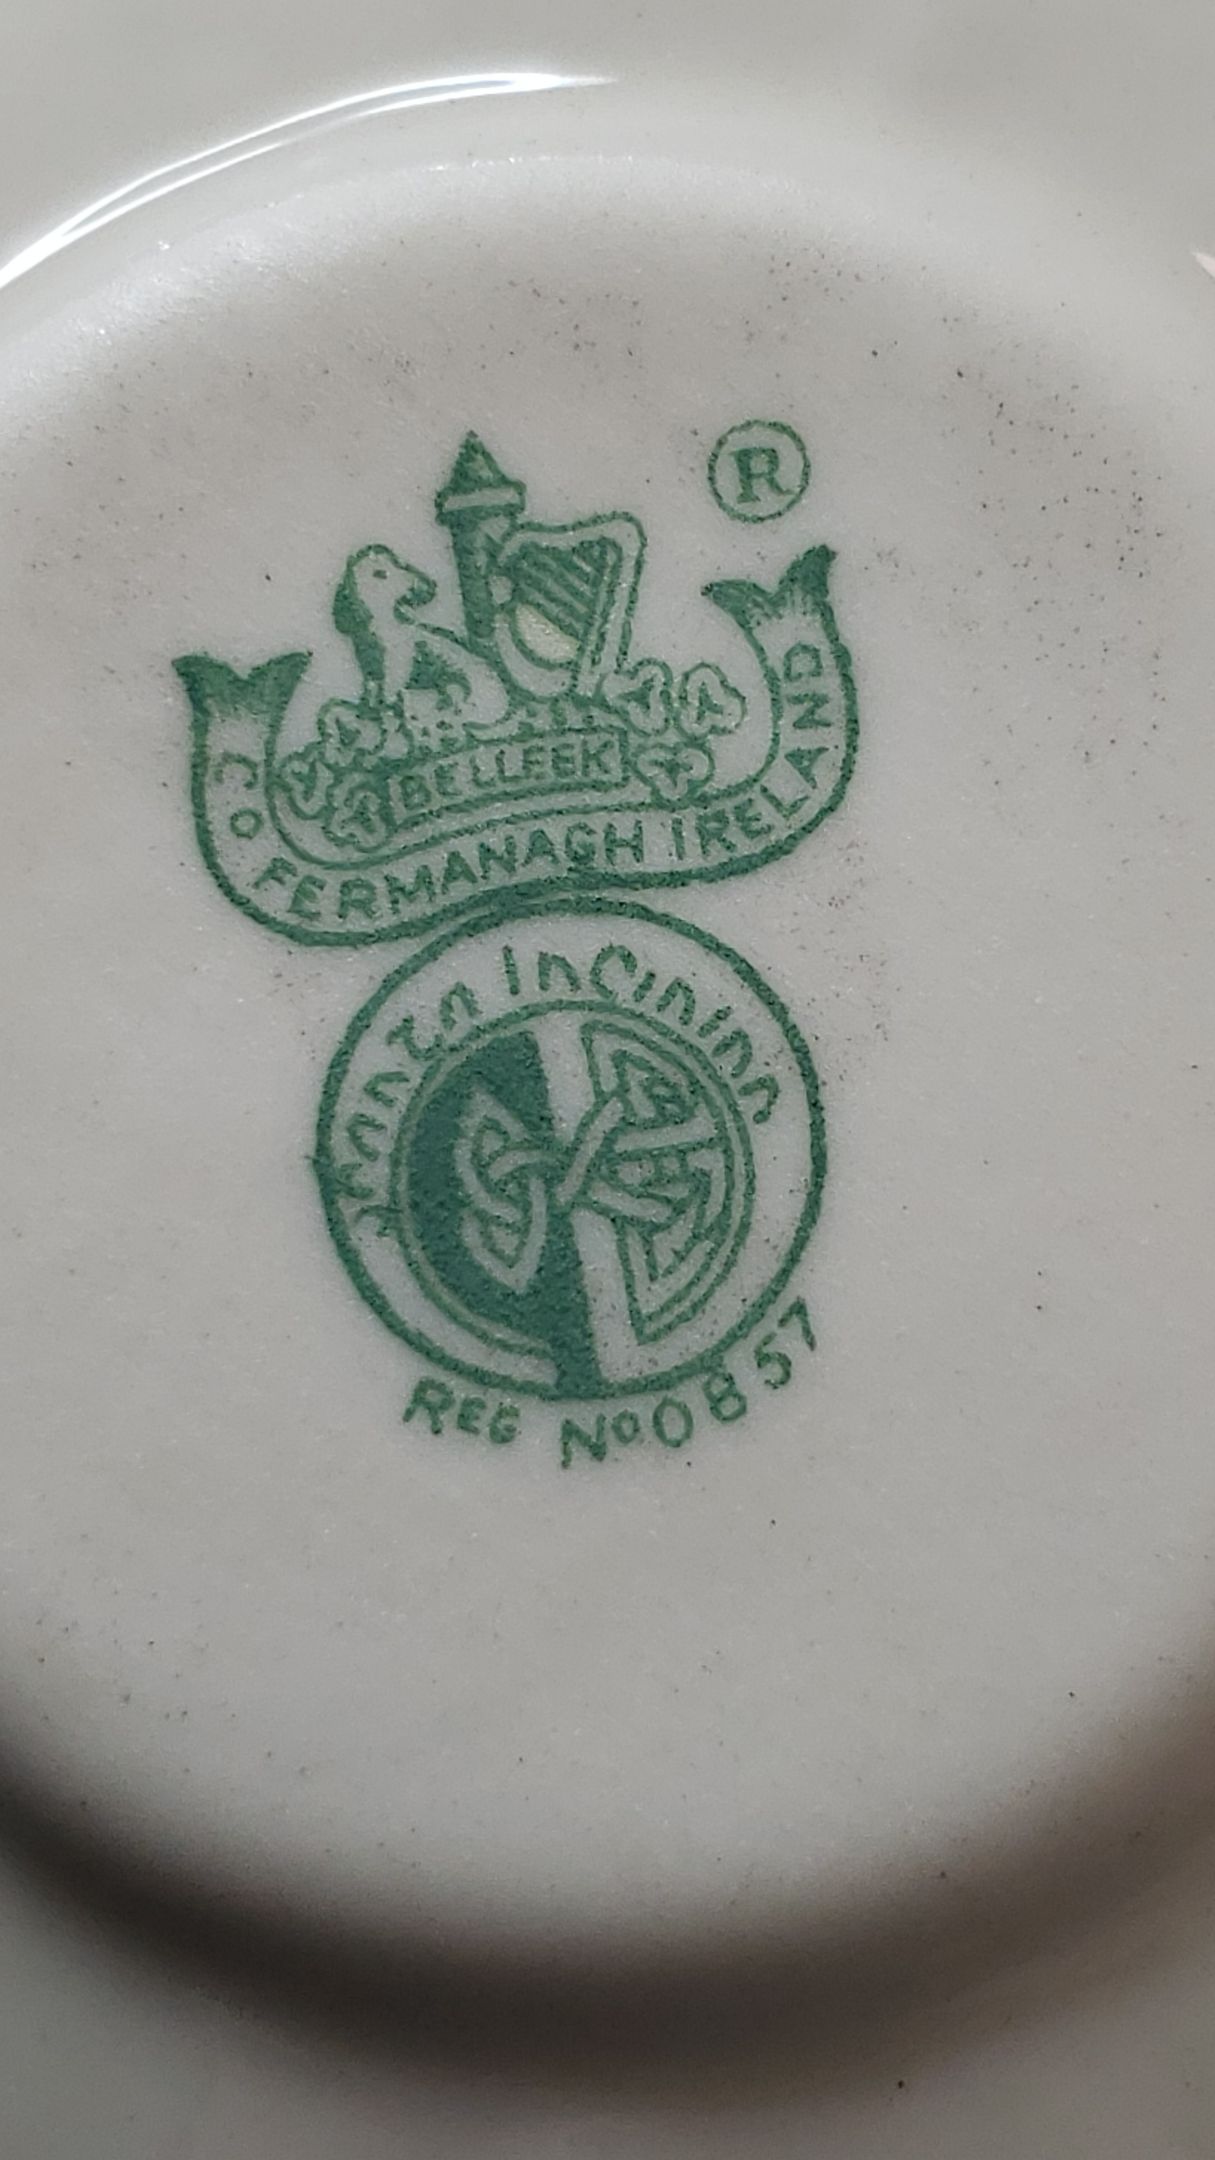 ®
BELLEEK
Co FERMANAGH IRELAND
Deanta In Eirinn
REG No 0857